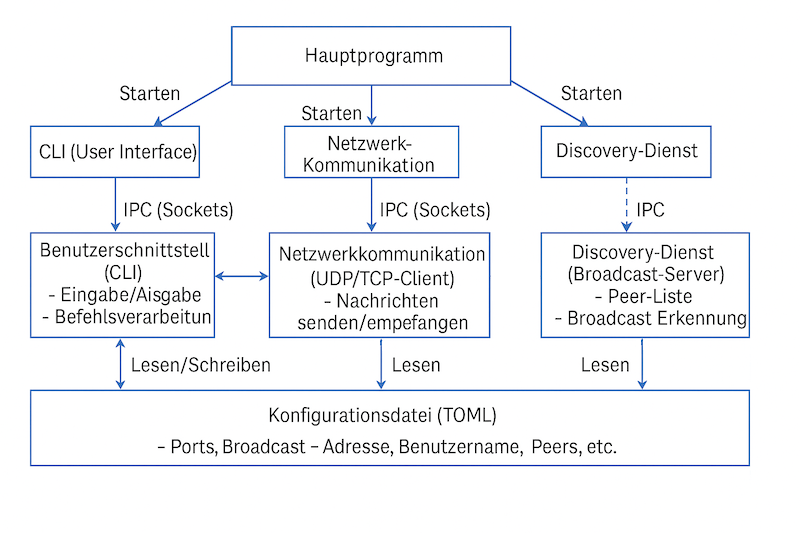 Hauptprogramm
Starten
Starten
Starten
CLI (User Interface)
Netzwerk-
Kommunikation
Discovery-Dienst
IPC (Sockets)
IPC (Sockets)
IPC
Benutzerschnittstell
(CLI)
- Eingabe/Aisgabe
- Befehlsverarbeitun
Netzwerkkommunikation
(UDP/TCP-Client)
- Nachrichten
senden/empefangen
Discovery-Dienst
(Broadcast-Server)
- Peer-Liste
- Broadcast Erkennung
Lesen/Schreiben
Lesen
Lesen
Konfigurationsdatei (TOML)
- Ports, Broadcast - Adresse, Benutzername, Peers, etc.